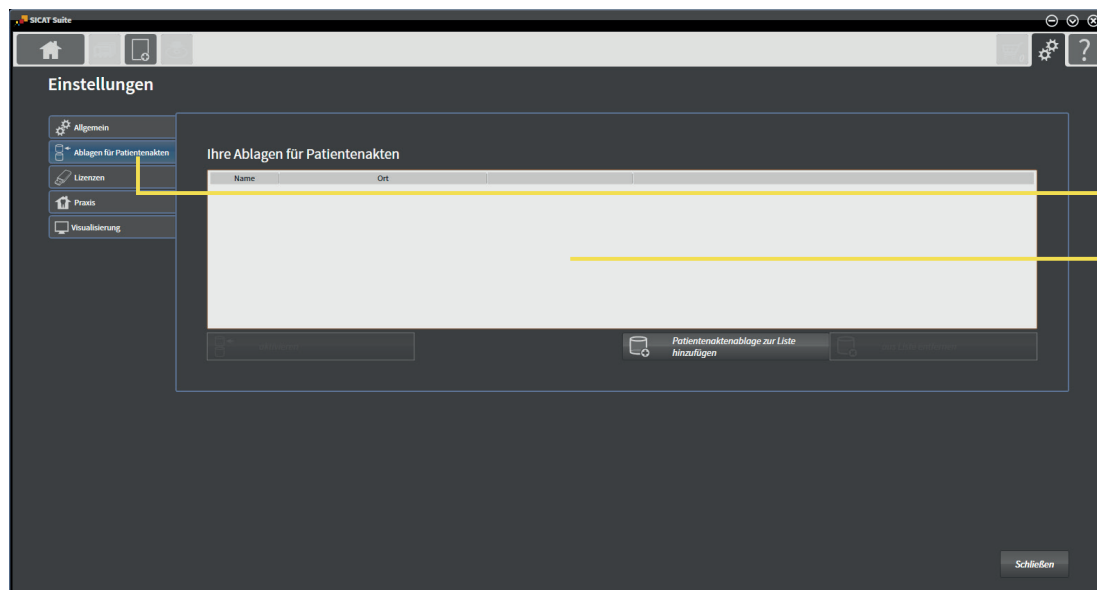 SICAT Suite
?
Einstellungen
Allgemein
Ablagen für Patientenakten
Lizenzen
Praxis
Visualisierung
Ihre Ablagen für Patientenakten
Name Ort
Patientenaktenablage zur Liste
hinzufügen
Schließen